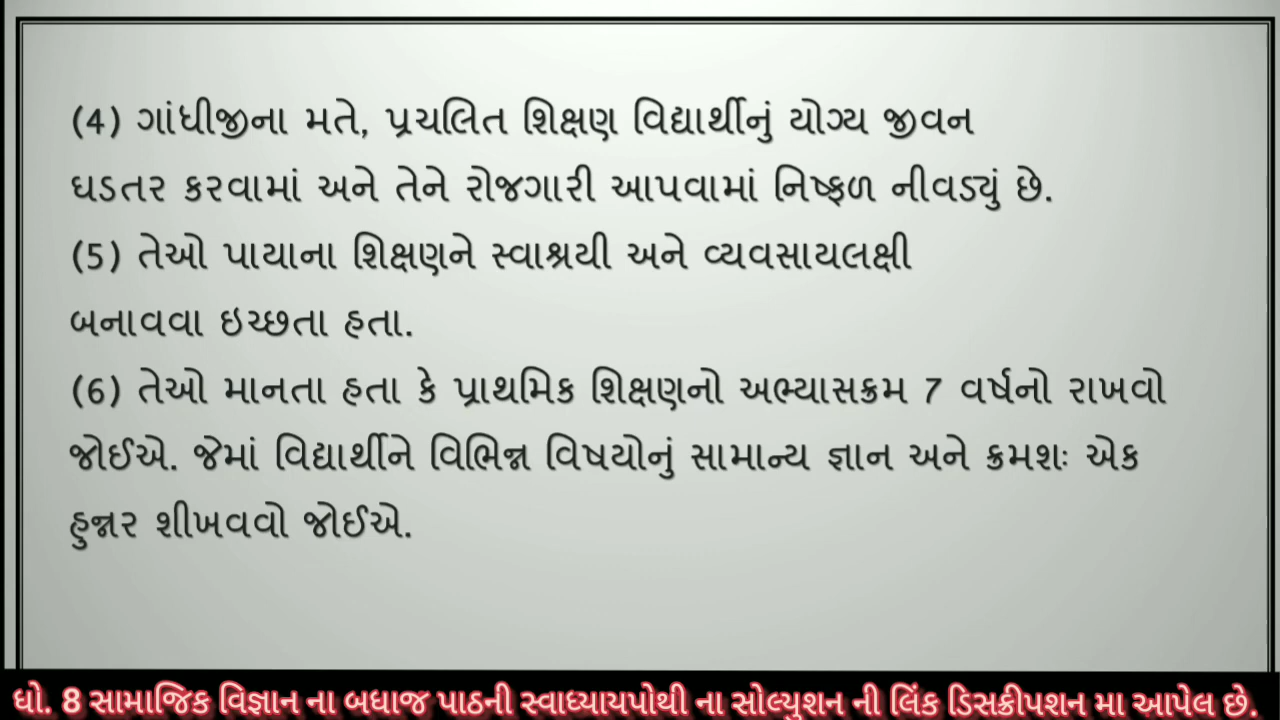 (4) ગાંધીજીના મતે, પ્રચલિત શિક્ષણ વિદ્યાર્થીનું યોગ્ય જીવન
ઘડતર કરવામાં અને તેને રોજગારી આપવામાં નિષ્ફળ નીવડ્યું છે.
(5) તેઓ પાયાના શિક્ષણને સ્વાશ્રયી અને વ્યવસાયલક્ષી
બનાવવા ઇચ્છતા હતા.
(6) તેઓ માનતા હતા કે પ્રાથમિક શિક્ષણનો અભ્યાસક્રમ 7 વર્ષનો રાખવો
જોઈએ. જેમાં વિદ્યાર્થીને વિભિન્ન વિષયોનું સામાન્ય જ્ઞાન અને ક્રમશઃ એક
હુન્નર શીખવવો જોઈએ.
ધો. 8 સામાજિક વિજ્ઞાન ના બધાજ પાઠની સ્વાધ્યાયપોથી ના સોલ્યુશન ની લિંક ડિસક્રીપશન મા આપેલ છે.